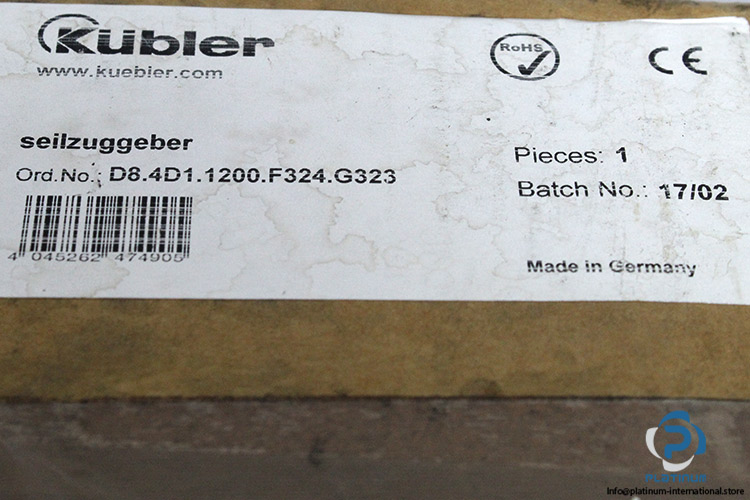 Kübler
www.kuebler.com
RoHS
CE
seilzuggeber
Ord.No.: D8.4D1.1200.F324.G323
Pieces: 1
Batch No.: 17/02
4 045262 474905
Made in Germany
PLATINUM
Info@platinum-international.store